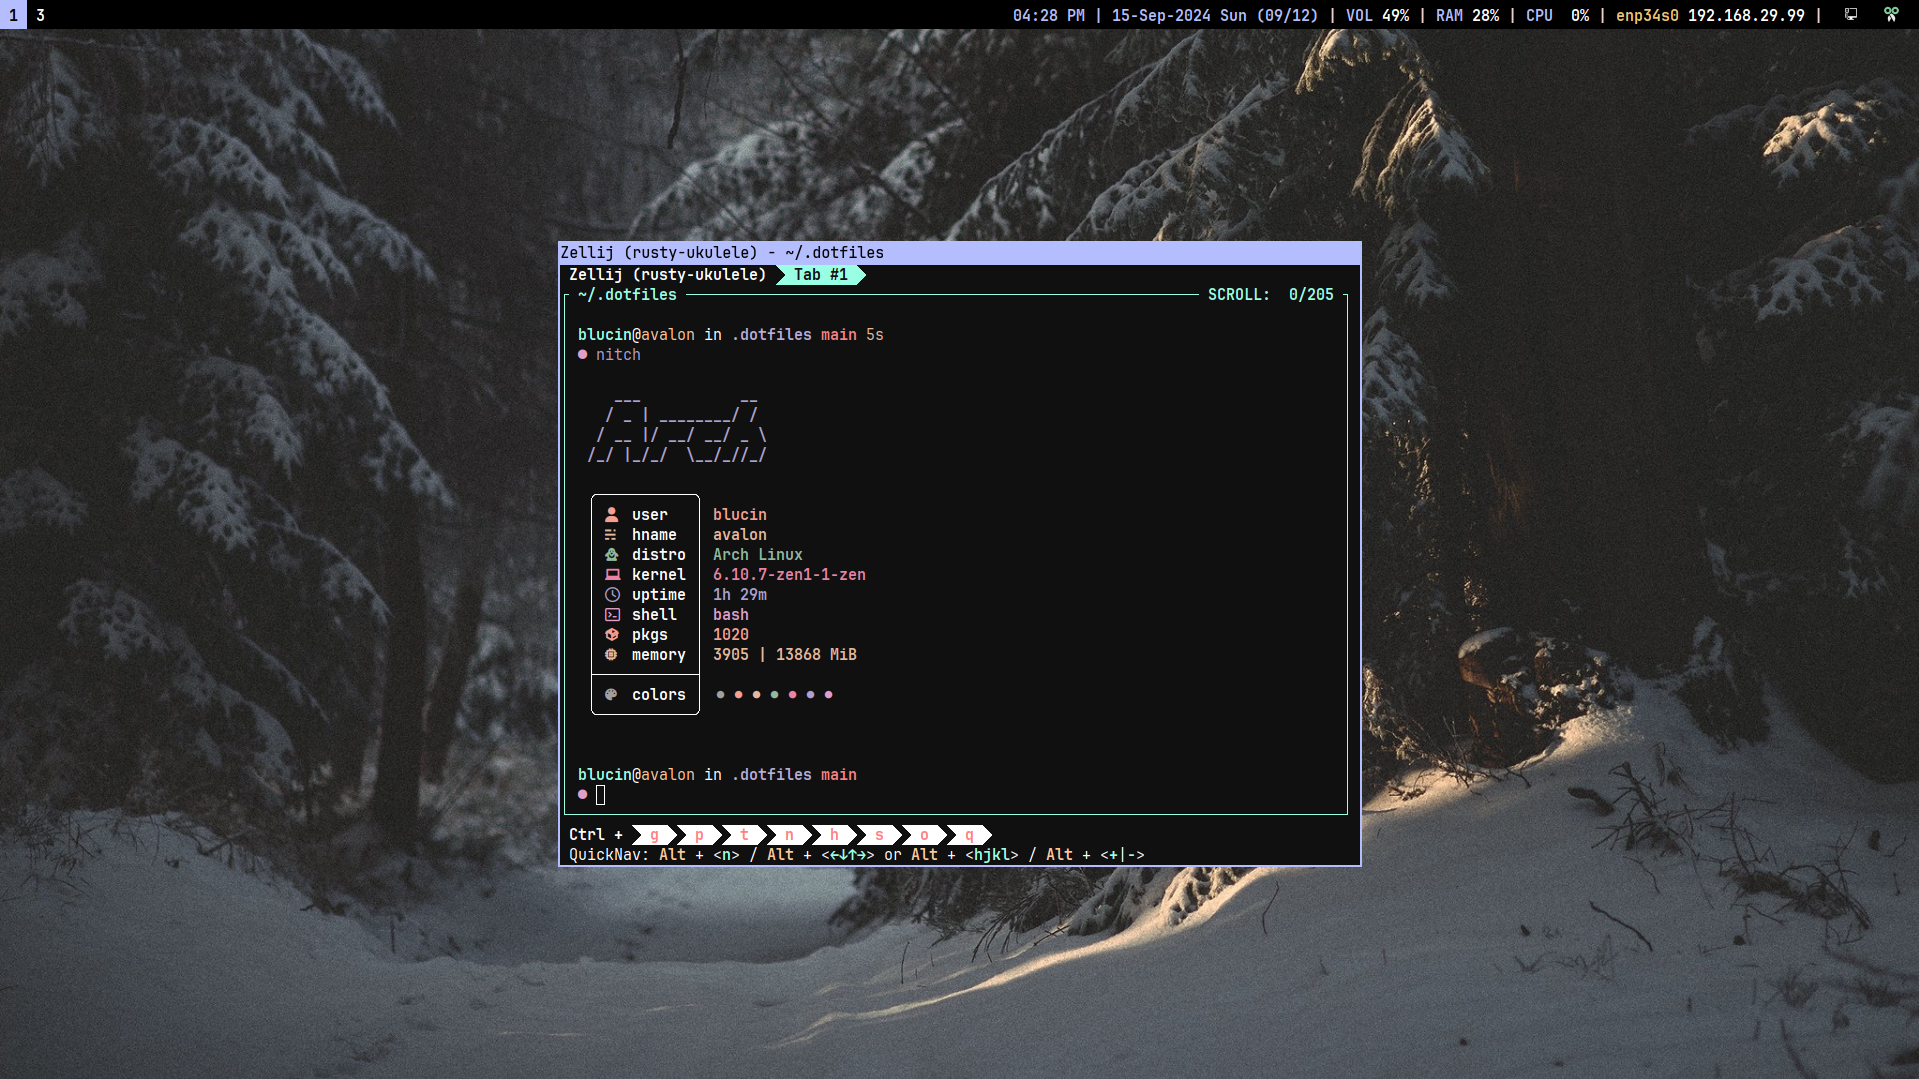 1 3 04:28 PM | 15-Sep-2024 Sun (09/12) | VOL 49% | RAM 28% | CPU 0% | enp34s0 192.168.29.99 |
Zellij (rusty-ukulele) - ~/.dotfiles
Zellij (rusty-ukulele) Tab #1
~/.dotfiles SCROLL: 0/205
blucin@avalon in .dotfiles main 5s
● nitch
Arch
user blucin
hname avalon
distro Arch Linux
kernel 6.10.7-zen1-1-zen
uptime 1h 29m
shell bash
pkgs 1020
memory 3905 | 13868 MiB
colors ● ● ● ● ● ● ●
blucin@avalon in .dotfiles main
●
Ctrl + g p t n h s o q
QuickNav: Alt + <n> / Alt + <←↓↑→> or Alt + <hjkl> / Alt + <+|->